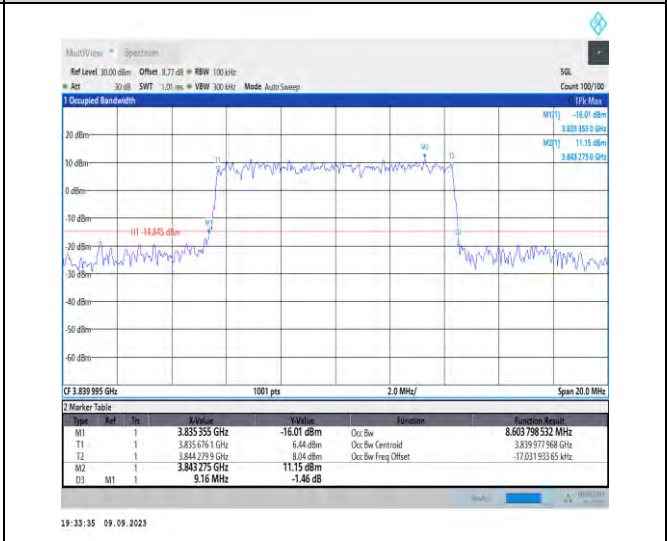 MultiView Spectrum
Ref Level 30.00 dBm Offset 8.77 dB RBW 100 kHz SGL
Att 30 dB SWT 1.01 ms VBW 300 kHz Mode Auto Sweep Count 100/100
1 Occupied Bandwidth 1Pk Max
M1[1] -16.01 dBm
3.835 355 0 GHz
M2[1] 11.15 dBm
3.843 275 0 GHz
20 dBm
M2
T1 T2
10 dBm
0 dBm
-10 dBm
M1
H1 -14.845 dBm
-20 dBm
-30 dBm
-40 dBm
-50 dBm
-60 dBm
CF 3.839 995 GHz 1001 pts 2.0 MHz/ Span 20.0 MHz
2 Marker Table
Type Ref Trc X-Value Y-Value Function Function Result
M1 1 3.835 355 GHz -16.01 dBm Occ Bw 8.603 798 532 MHz
T1 1 3.835 676 1 GHz 6.44 dBm Occ Bw Centroid 3.839 977 968 GHz
T2 1 3.844 279 9 GHz 8.04 dBm Occ Bw Freq Offset -17.031 933 65 kHz
M2 1 3.843 275 GHz 11.15 dBm
D3 M1 1 9.16 MHz -1.46 dB
19:33:35 09.09.2023